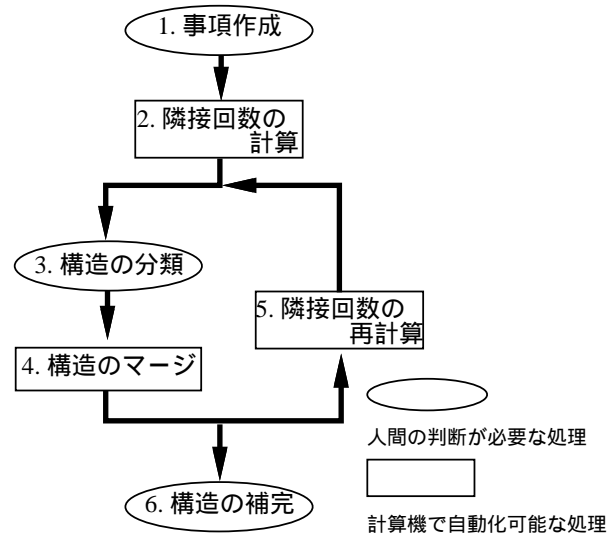 1. 事項作成
2. 隣接回数の
計算
3. 構造の分類
5. 隣接回数の
再計算
4. 構造のマージ
人間の判断が必要な処理
6. 構造の補完
計算機で自動化可能な処理